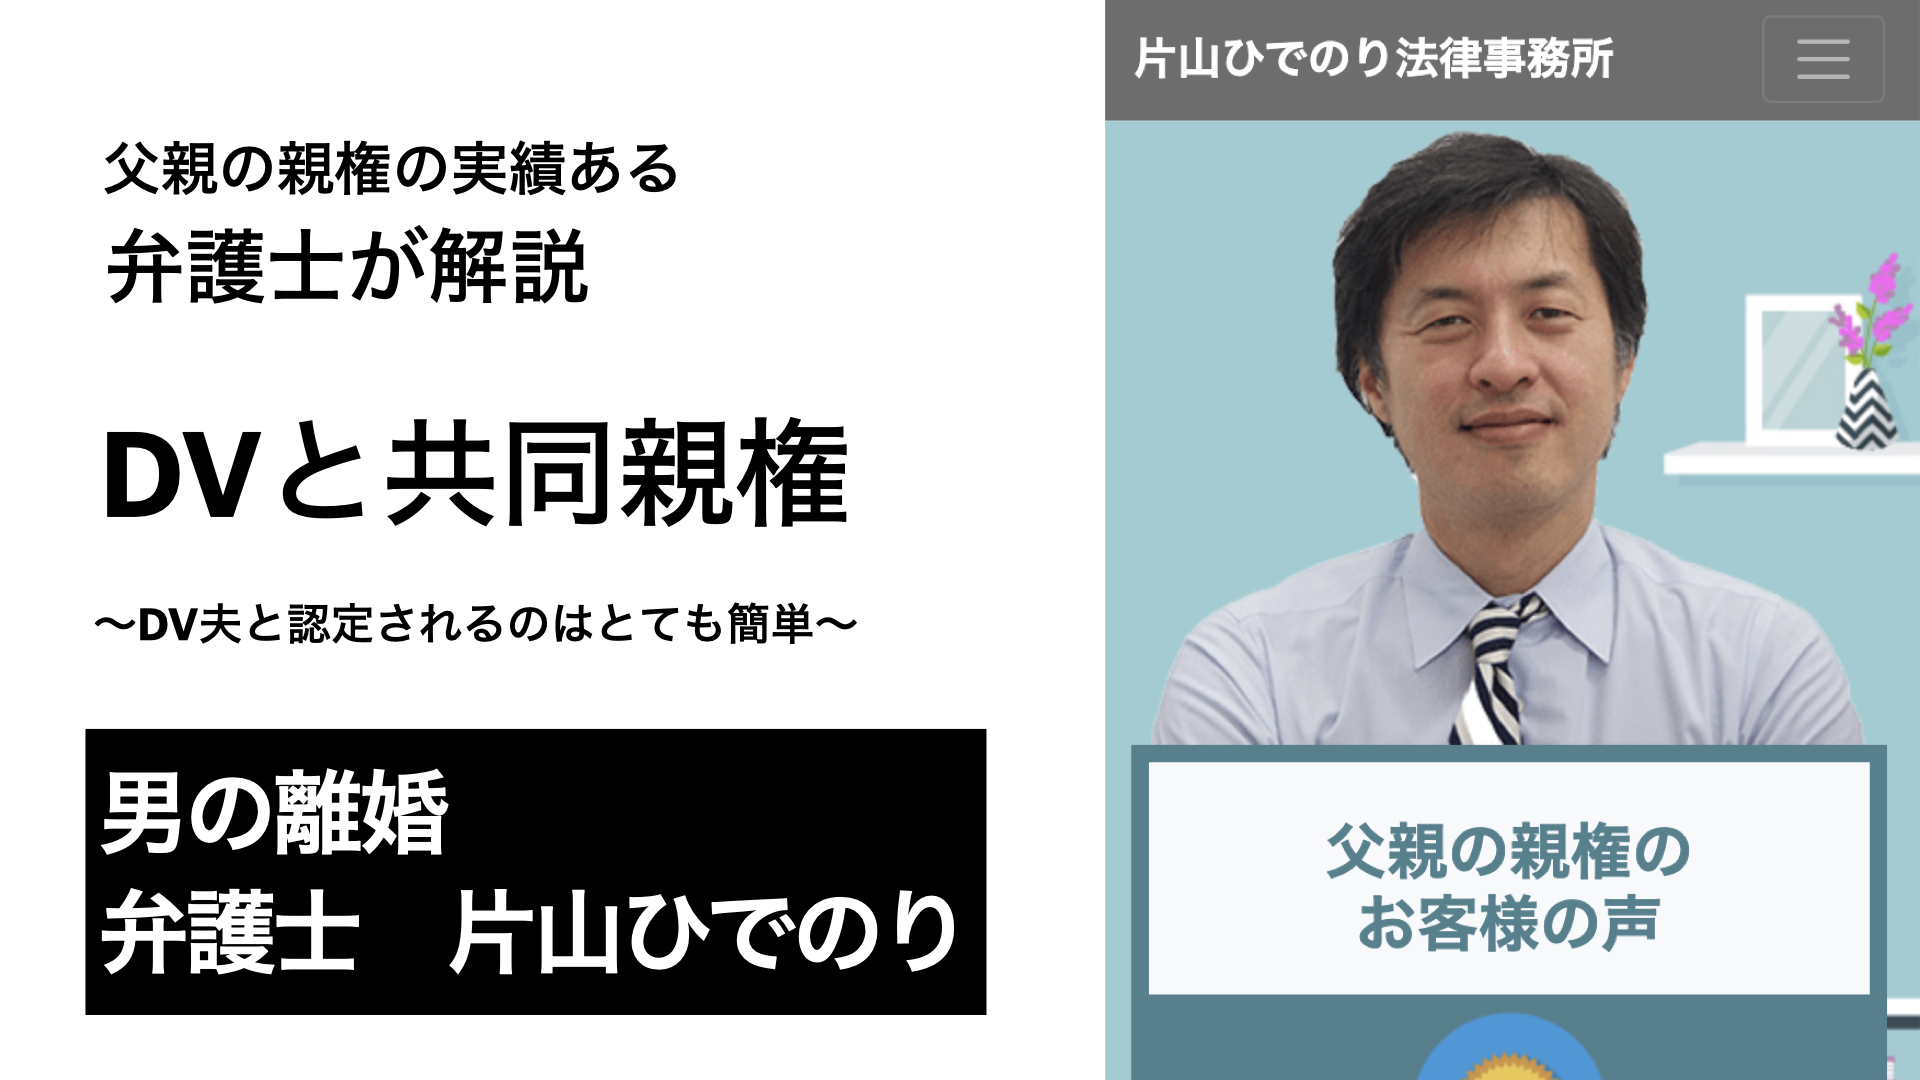 父親の親権の実績ある
弁護士が解説
DVと共同親権
〜DV夫と認定されるのはとても簡単〜
男の離婚
弁護士　片山ひでのり
片山ひでのり法律事務所
父親の親権の
お客様の声